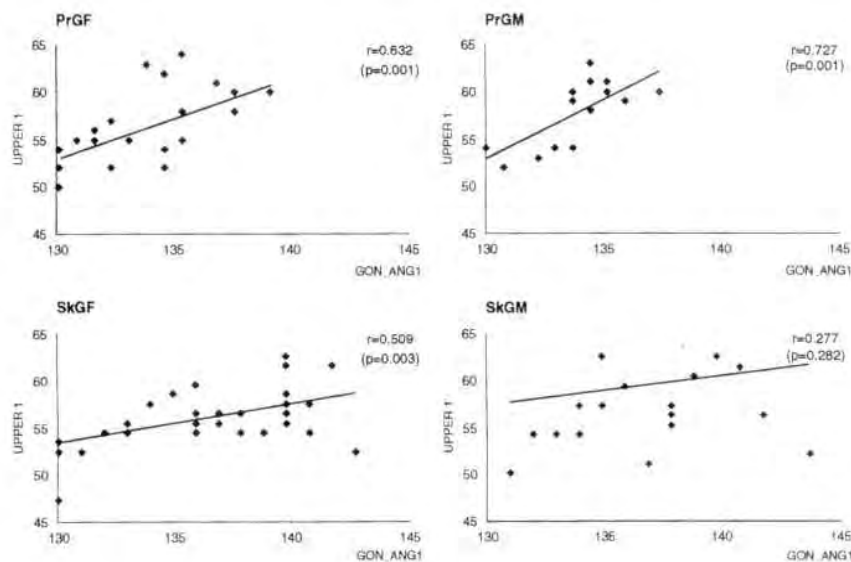 PrGF
r=0.632
(p=0.001)
65
60
55
50
45
UPPER 1
130
135
140
145
GON_ANG1
PrGM
r=0.727
(p=0.001)
65
60
55
50
45
UPPER 1
130
135
140
145
GON_ANG1
SkGF
r=0.509
(p=0.003)
65
60
55
50
45
UPPER 1
130
135
140
145
GON_ANG1
SkGM
r=0.277
(p=0.282)
65
60
55
50
45
UPPER 1
130
135
140
145
GON_ANG1